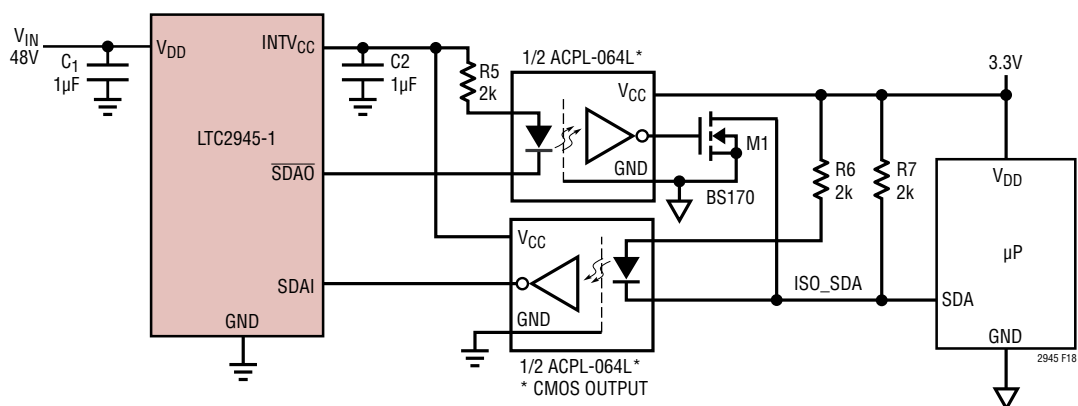 VIN
48V
C1
1µF
VDD
INTVCC
C2
1µF
R5
2k
1/2 ACPL-064L*
VCC
GND
3.3V
LTC2945-1
SDAO
M1
BS170
R6
2k
R7
2k
VDD
µP
VCC
ISO_SDA
SDA
SDAI
GND
GND
GND
2945 F18
1/2 ACPL-064L*
* CMOS OUTPUT